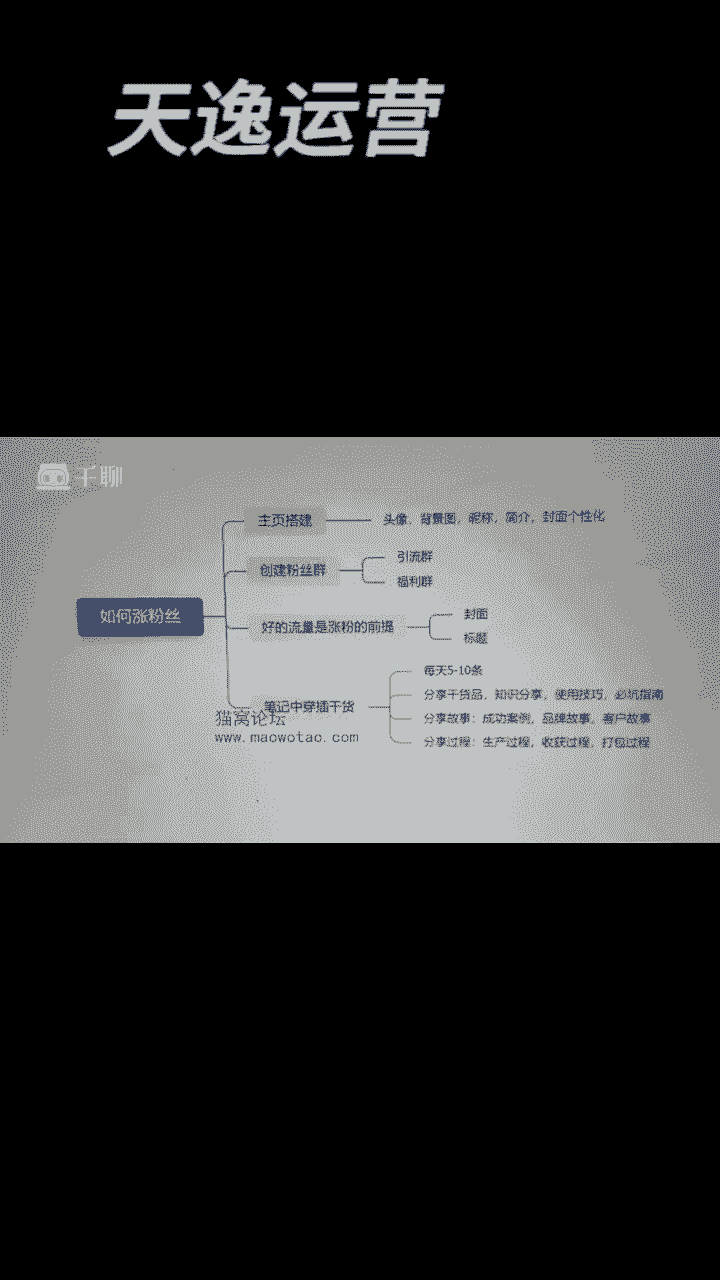 天逸运营
千聊
如何涨粉丝
主页搭建
头像，背景图，昵称，简介，封面个性化
创建粉丝群
引流群
福利群
好的流量是涨粉的前提
封面
标题
笔记中穿插干货
每天5-10条
分享干货品，知识分享，使用技巧，必坑指南
分享故事：成功案例，品牌故事，客户故事
分享过程：生产过程，收获过程，打包过程
猫窝论坛
www.maowotao.com